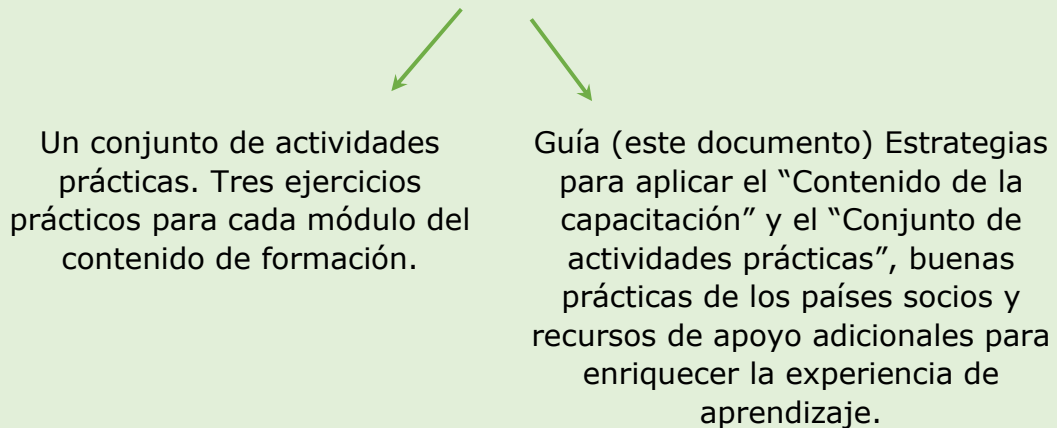 Un conjunto de actividades
prácticas. Tres ejercicios
prácticos para cada módulo del
contenido de formación.
Guía (este documento) Estrategias
para aplicar el “Contenido de la
capacitación” y el “Conjunto de
actividades prácticas”, buenas
prácticas de los países socios y
recursos de apoyo adicionales para
enriquecer la experiencia de
aprendizaje.